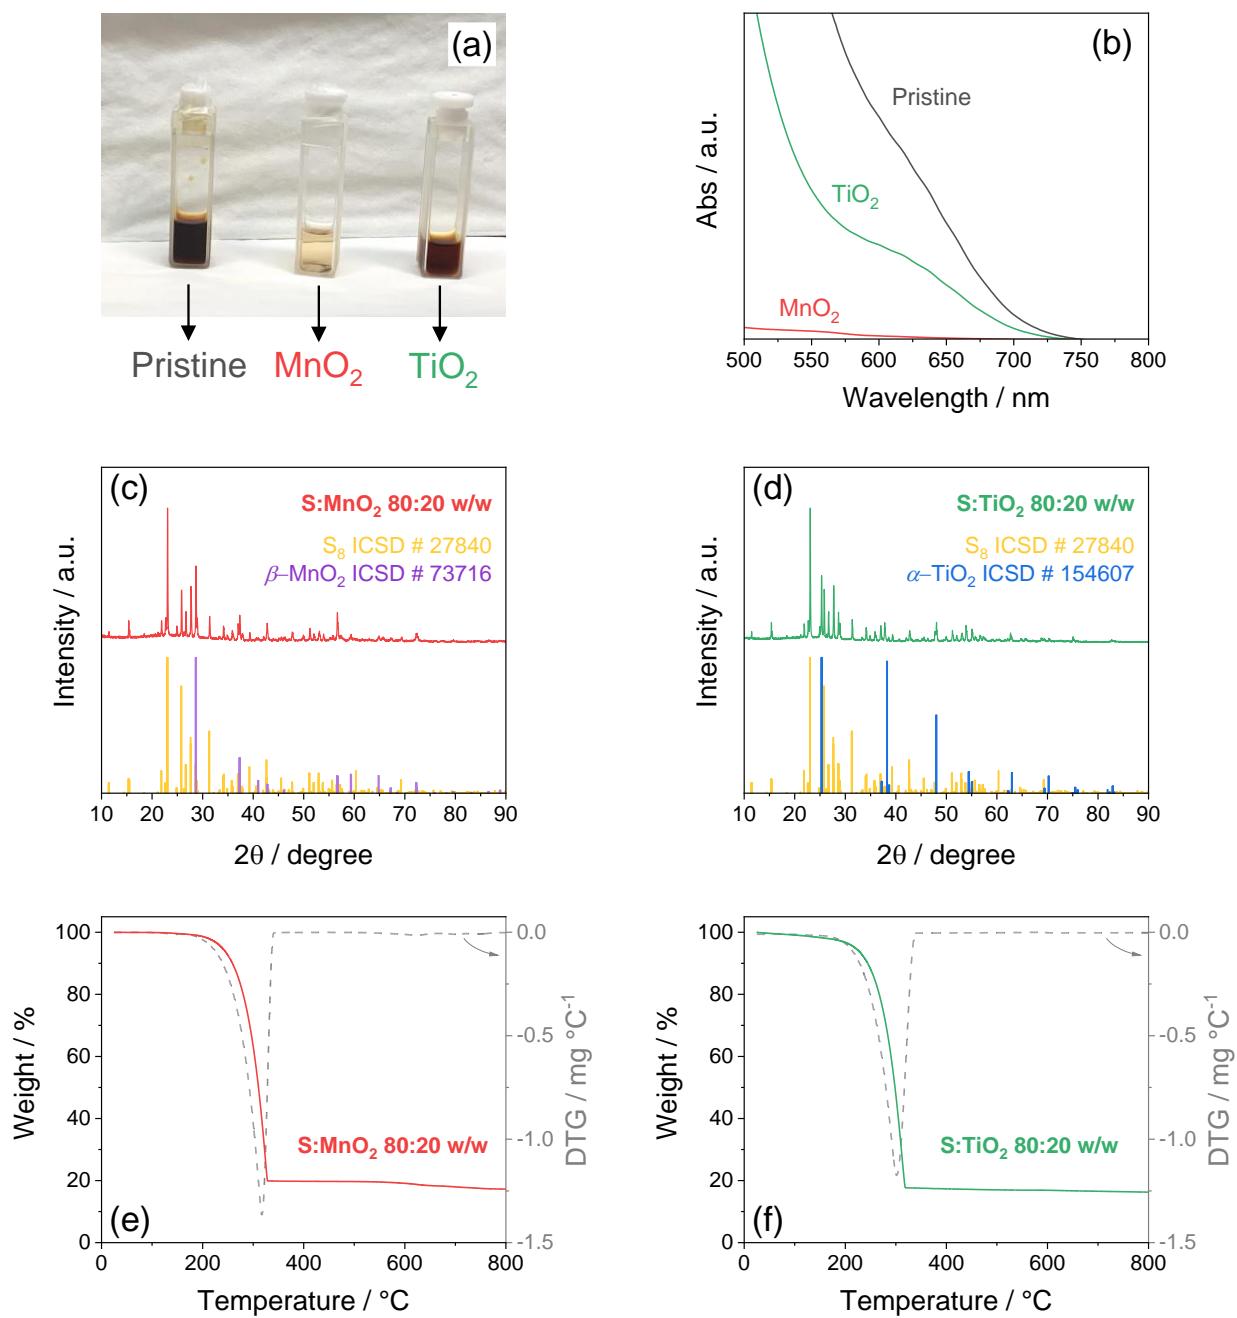 (a)
Pristine MnO₂ TiO₂
(b)
Pristine
TiO₂
MnO₂
Abs / a.u.
500 550 600 650 700 750 800
Wavelength / nm
(c)
S:MnO₂ 80:20 w/w
S₈ ICSD # 27840
β–MnO₂ ICSD # 73716
Intensity / a.u.
10 20 30 40 50 60 70 80 90
2θ / degree
(d)
S:TiO₂ 80:20 w/w
S₈ ICSD # 27840
α–TiO₂ ICSD # 154607
Intensity / a.u.
10 20 30 40 50 60 70 80 90
2θ / degree
100
80
60
40
20
0
Weight / %
0.0
-0.5
-1.0
-1.5
DTG / mg °C⁻¹
S:MnO₂ 80:20 w/w
(e)
0 200 400 600 800
Temperature / °C
100
80
60
40
20
0
Weight / %
0.0
-0.5
-1.0
-1.5
DTG / mg °C⁻¹
S:TiO₂ 80:20 w/w
(f)
0 200 400 600 800
Temperature / °C